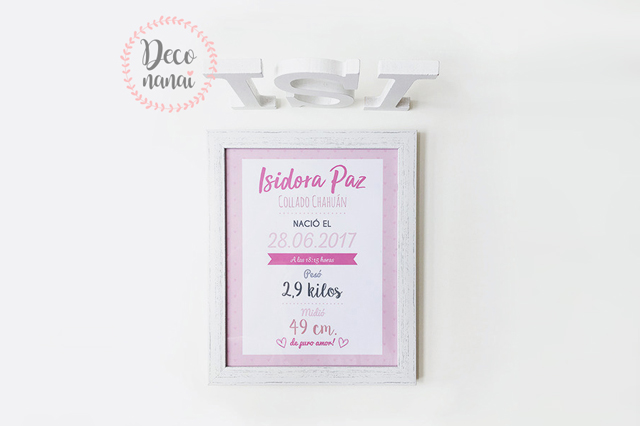 Deco
nanai
ISI
Isidora Paz
Collado Chahuán
NACIÓ EL
28.06.2017
A las 18:15 horas
Pesó
2,9 kilos
Midió
49 cm.
de puro amor!